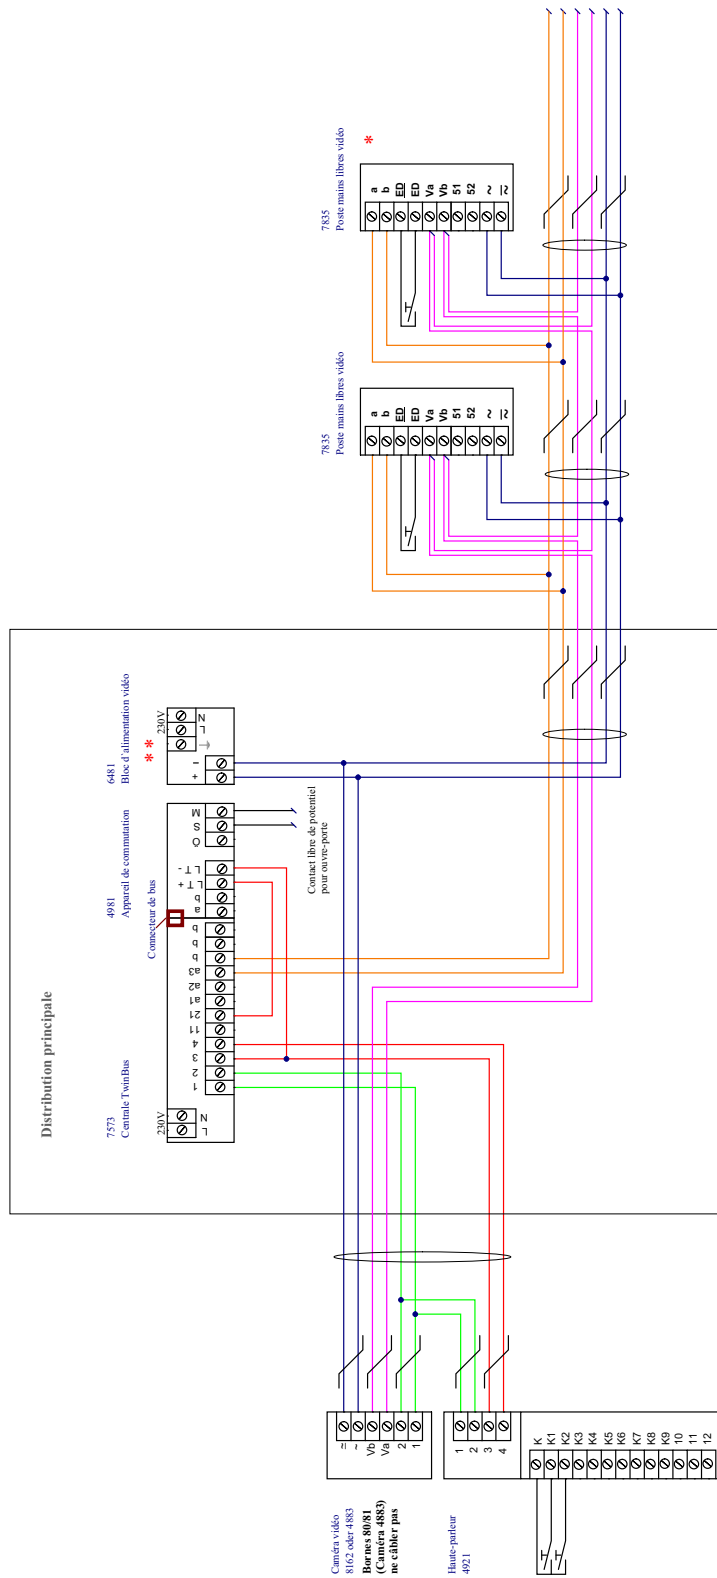 7835
Poste mains libres vidéo
*
a
b
ED
ED
Va
Vb
51
52
~
|~
7835
Poste mains libres vidéo
a
b
ED
ED
Va
Vb
51
52
~
|~
6481
Bloc d'alimentation vidéo
* *
230V
N
L
-
+
4981
Appareil de commutation
M
S
Ö
LT -
LT +
b
a
Contact libre de potentiel
pour ouvre-porte
Connecteur de bus
b
b
b
a3
a2
a1
21
11
4
3
2
1
Distribution principale
7573
Centrale TwinBus
230V
N
L
Caméra vidéo
8162 oder 4883
Bornes 80/81
(Caméra 4883)
ne câbler pas
~
Vb
Va
2
1
Haute-parleur
4921
1
2
3
4
K
K1
K2
K3
K4
K5
K6
K7
K8
K9
10
11
12